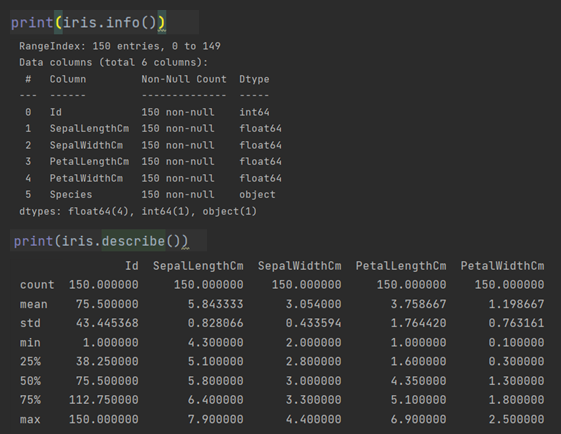 print(iris.info())
RangeIndex: 150 entries, 0 to 149
Data columns (total 6 columns):
 #   Column         Non-Null Count  Dtype
---  ------         --------------  -----
 0   Id             150 non-null    int64
 1   SepalLengthCm  150 non-null    float64
 2   SepalWidthCm   150 non-null    float64
 3   PetalLengthCm  150 non-null    float64
 4   PetalWidthCm   150 non-null    float64
 5   Species        150 non-null    object
dtypes: float64(4), int64(1), object(1)
print(iris.describe())
               Id  SepalLengthCm  SepalWidthCm  PetalLengthCm  PetalWidthCm
count  150.000000     150.000000    150.000000     150.000000    150.000000
mean    75.500000       5.843333      3.054000       3.758667      1.198667
std     43.445368       0.828066      0.433594       1.764420      0.763161
min      1.000000       4.300000      2.000000       1.000000      0.100000
25%     38.250000       5.100000      2.800000       1.600000      0.300000
50%     75.500000       5.800000      3.000000       4.350000      1.300000
75%    112.750000       6.400000      3.300000       5.100000      1.800000
max    150.000000       7.900000      4.400000       6.900000      2.500000